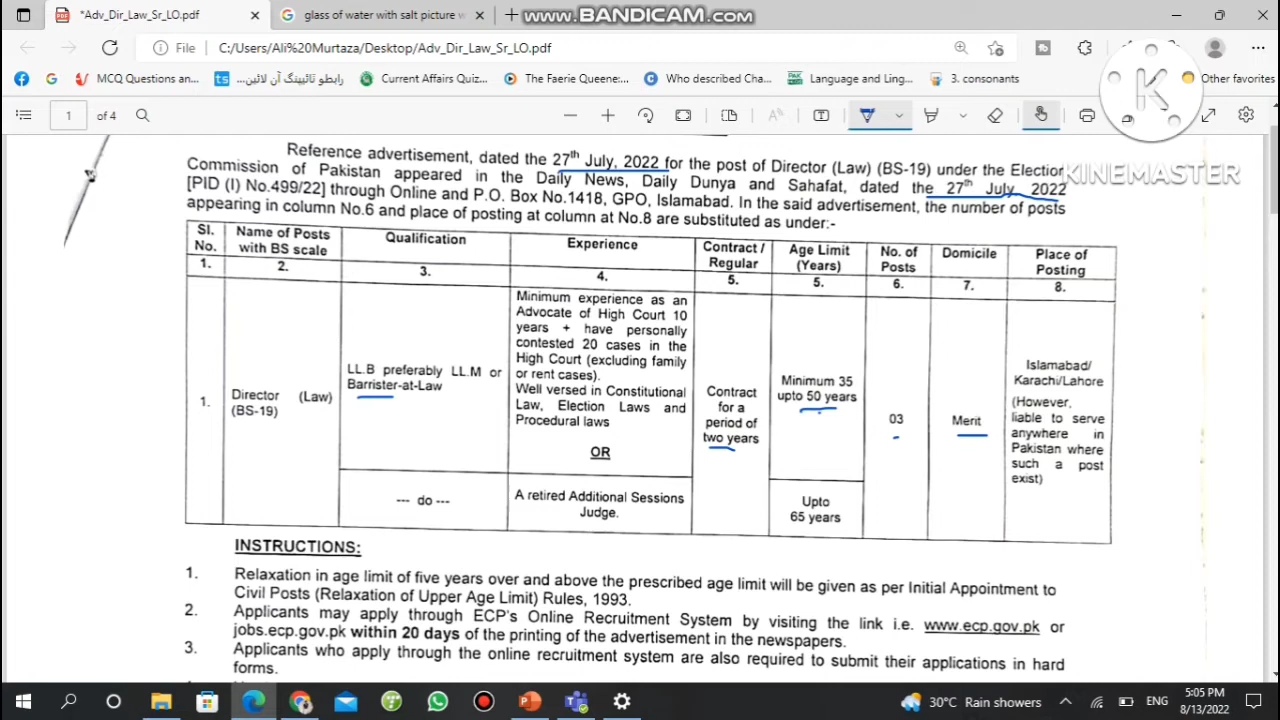 www.BANDICAM.com
*Adv_Dir_Law_Sr_LO.pdf
glass of water with salt picture w
File
C:/Users/Ali%20Murtaza/Desktop/Adv_Dir_Law_Sr_LO.pdf
MCQ Questions an...
رابطو تائپینگ آن لائین...
Current Affairs Quiz...
The Faerie Queene:...
Who described Cha...
Language and Ling...
3. consonants
Other favorites
1 of 4
K
KINEMASTER
Reference advertisement, dated the 27th July, 2022 for the post of Director (Law) (BS-19) under the Election
Commission of Pakistan appeared in the Daily News, Daily Dunya and Sahafat, dated the 27th July, 2022
[PID (I) No.499/22] through Online and P.O. Box No.1418, GPO, Islamabad. In the said advertisement, the number of posts
appearing in column No.6 and place of posting at column at No.8 are substituted as under:-
Sl. No.
Name of Posts with BS scale
Qualification
Experience
Contract / Regular
Age Limit (Years)
No. of Posts
Domicile
Place of Posting
1.
2.
3.
4.
5.
5.
6.
7.
8.
1.
Director (Law)
(BS-19)
LL.B preferably LL.M or
Barrister-at-Law
Minimum experience as an
Advocate of High Court 10
years + have personally
contested 20 cases in the
High Court (excluding family
or rent cases).
Well versed in Constitutional
Law, Election Laws and
Procedural laws
OR
Contract
for a
period of
two years
Minimum 35
upto 50 years
03
Merit
Islamabad/
Karachi/Lahore
(However,
liable to serve
anywhere in
Pakistan where
such a post
exist)
--- do ---
A retired Additional Sessions
Judge.
Upto
65 years
INSTRUCTIONS:
1. Relaxation in age limit of five years over and above the prescribed age limit will be given as per Initial Appointment to
Civil Posts (Relaxation of Upper Age Limit) Rules, 1993.
2. Applicants may apply through ECP's Online Recruitment System by visiting the link i.e. www.ecp.gov.pk or
jobs.ecp.gov.pk within 20 days of the printing of the advertisement in the newspapers.
3. Applicants who apply through the online recruitment system are also required to submit their applications in hard
forms.
30°C Rain showers
ENG
5:05 PM
8/13/2022